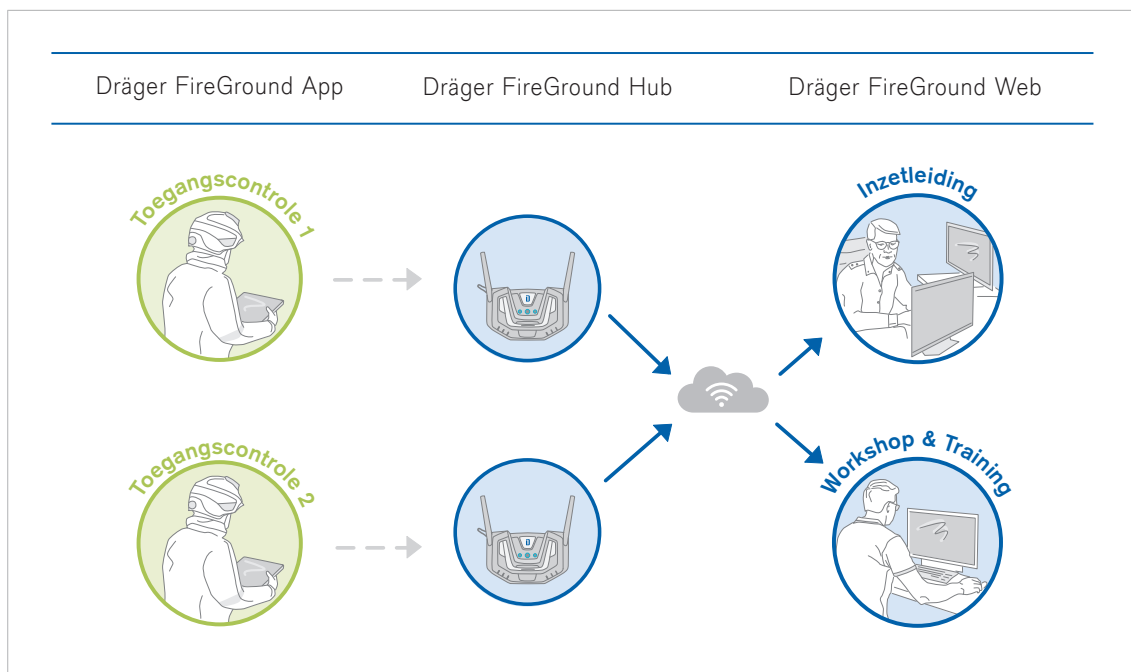 Dräger FireGround App
Dräger FireGround Hub
Dräger FireGround Web
Toegangscontrole 1
Inzetleiding
Toegangscontrole 2
Workshop & Training